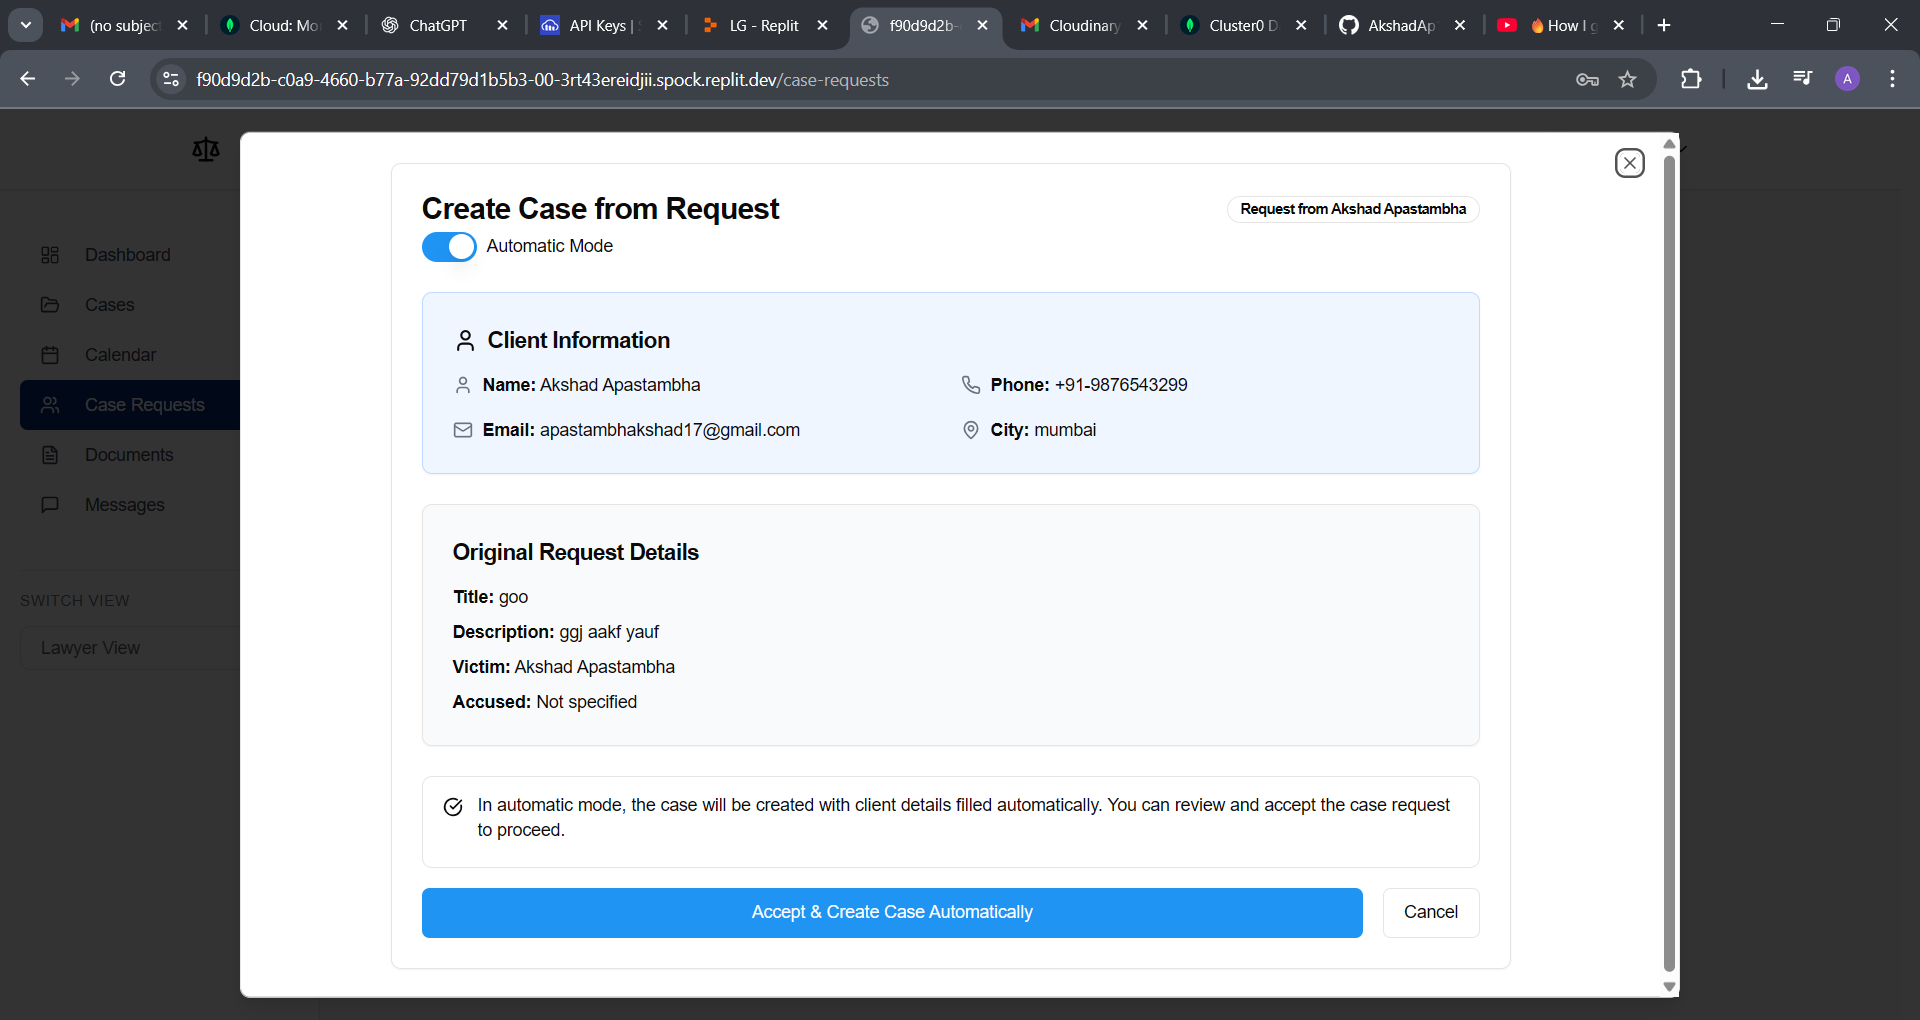 (no subjec
Cloud: Mo
ChatGPT
API Keys |
LG - Replit
f90d9d2b-
Cloudinary
Cluster0 D
AkshadAp
🔥How I g
f90d9d2b-c0a9-4660-b77a-92dd79d1b5b3-00-3rt43ereidjii.spock.replit.dev/case-requests
A
Create Case from Request
Request from Akshad Apastambha
Automatic Mode
Dashboard
Cases
Calendar
Case Requests
Documents
Messages
SWITCH VIEW
Lawyer View
Client Information
Name: Akshad Apastambha
Phone: +91-9876543299
Email: apastambhakshad17@gmail.com
City: mumbai
Original Request Details
Title: goo
Description: ggj aakf yauf
Victim: Akshad Apastambha
Accused: Not specified
In automatic mode, the case will be created with client details filled automatically. You can review and accept the case request
to proceed.
Accept & Create Case Automatically
Cancel